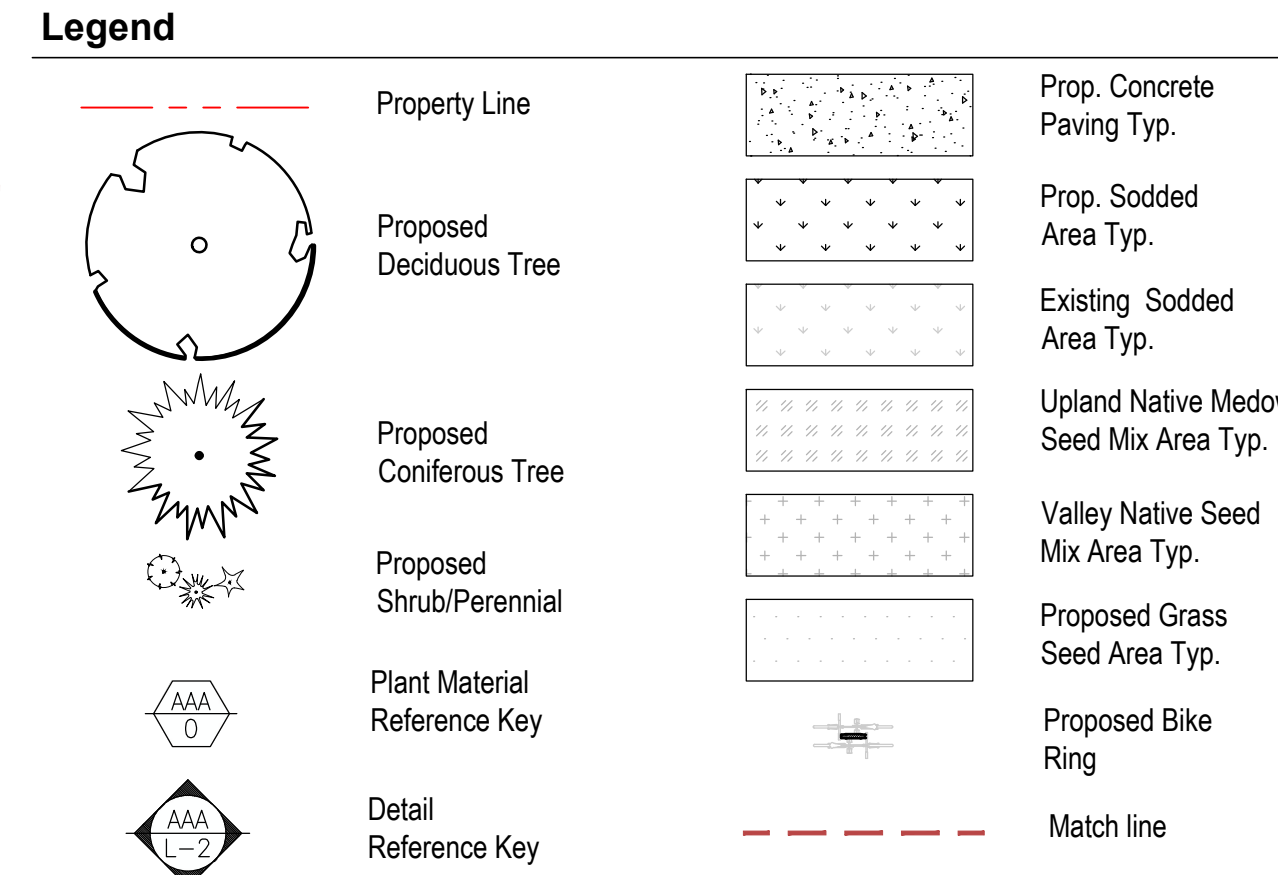 Legend
Property Line
Proposed
Deciduous Tree
Proposed
Coniferous Tree
Proposed
Shrub/Perennial
AAA
0
Plant Material
Reference Key
AAA
L-2
Detail
Reference Key
Prop. Concrete
Paving Typ.
Prop. Sodded
Area Typ.
Existing Sodded
Area Typ.
Upland Native Medow
Seed Mix Area Typ.
Valley Native Seed
Mix Area Typ.
Proposed Grass
Seed Area Typ.
Proposed Bike
Ring
Match line